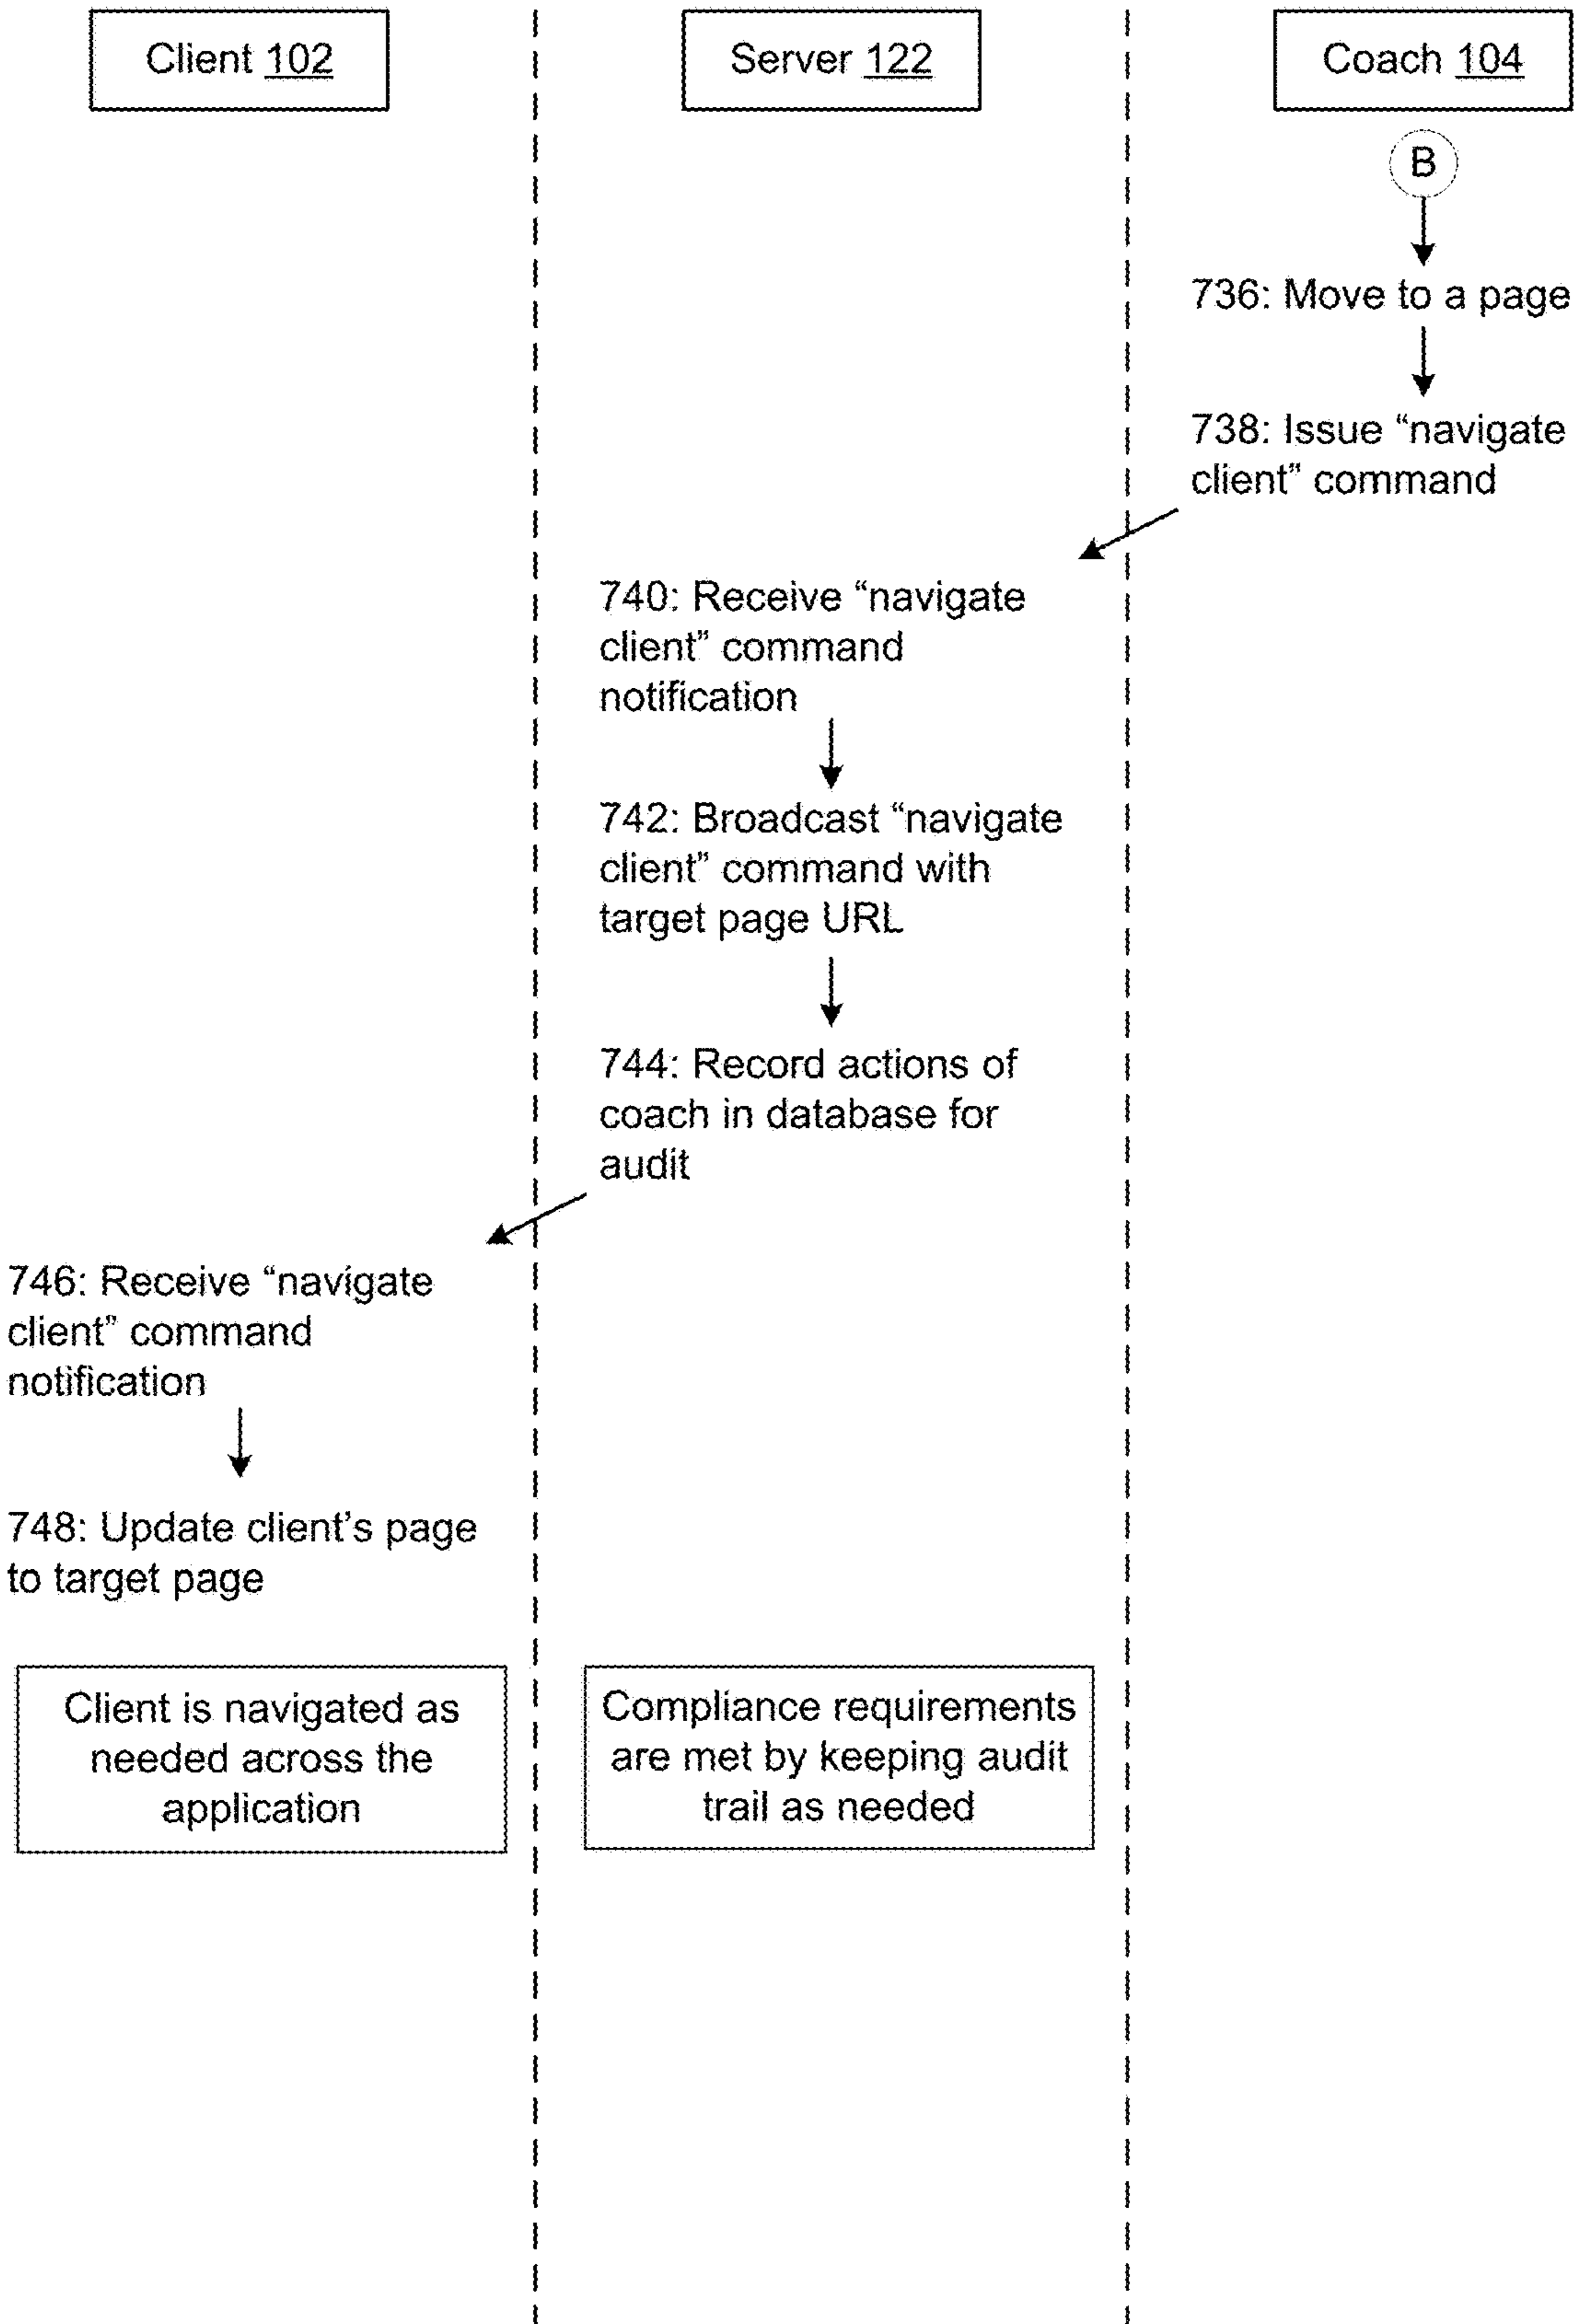 Client 102
Server 122
Coach 104
B
736: Move to a page
738: Issue “navigate
client” command
740: Receive “navigate
client” command
notification
742: Broadcast “navigate
client” command with
target page URL
744: Record actions of
coach in database for
audit
746: Receive “navigate
client” command
notification
748: Update client’s page
to target page
Client is navigated as
needed across the
application
Compliance requirements
are met by keeping audit
trail as needed